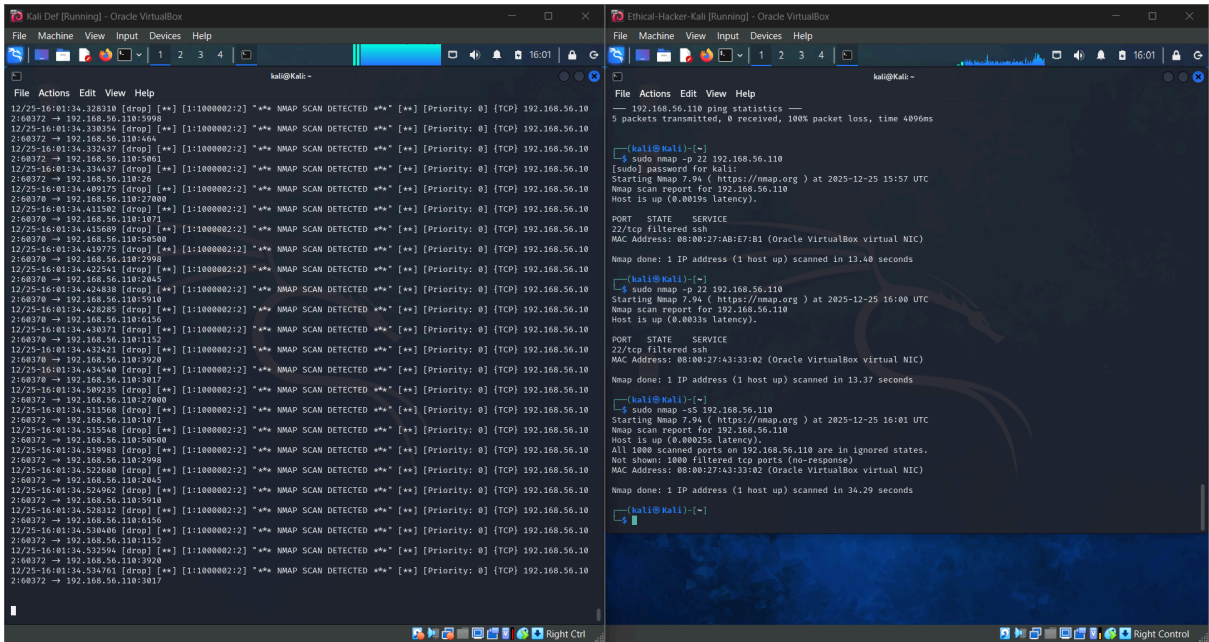 Kali Def [Running] - Oracle VirtualBox
File Machine View Input Devices Help
1 2 3 4
16:01
kali@Kali: ~
File Actions Edit View Help
12/25-16:01:34.328310 [drop] [**] [1:1000002:2] "*** NMAP SCAN DETECTED ***" [**] [Priority: 0] {TCP} 192.168.56.10
2:60372 → 192.168.56.110:5998
12/25-16:01:34.330354 [drop] [**] [1:1000002:2] "*** NMAP SCAN DETECTED ***" [**] [Priority: 0] {TCP} 192.168.56.10
2:60372 → 192.168.56.110:464
12/25-16:01:34.332437 [drop] [**] [1:1000002:2] "*** NMAP SCAN DETECTED ***" [**] [Priority: 0] {TCP} 192.168.56.10
2:60372 → 192.168.56.110:5061
12/25-16:01:34.334437 [drop] [**] [1:1000002:2] "*** NMAP SCAN DETECTED ***" [**] [Priority: 0] {TCP} 192.168.56.10
2:60372 → 192.168.56.110:26
12/25-16:01:34.409175 [drop] [**] [1:1000002:2] "*** NMAP SCAN DETECTED ***" [**] [Priority: 0] {TCP} 192.168.56.10
2:60370 → 192.168.56.110:27000
12/25-16:01:34.411502 [drop] [**] [1:1000002:2] "*** NMAP SCAN DETECTED ***" [**] [Priority: 0] {TCP} 192.168.56.10
2:60370 → 192.168.56.110:1071
12/25-16:01:34.415689 [drop] [**] [1:1000002:2] "*** NMAP SCAN DETECTED ***" [**] [Priority: 0] {TCP} 192.168.56.10
2:60370 → 192.168.56.110:50500
12/25-16:01:34.419775 [drop] [**] [1:1000002:2] "*** NMAP SCAN DETECTED ***" [**] [Priority: 0] {TCP} 192.168.56.10
2:60370 → 192.168.56.110:2998
12/25-16:01:34.422541 [drop] [**] [1:1000002:2] "*** NMAP SCAN DETECTED ***" [**] [Priority: 0] {TCP} 192.168.56.10
2:60370 → 192.168.56.110:2045
12/25-16:01:34.424838 [drop] [**] [1:1000002:2] "*** NMAP SCAN DETECTED ***" [**] [Priority: 0] {TCP} 192.168.56.10
2:60370 → 192.168.56.110:5910
12/25-16:01:34.428285 [drop] [**] [1:1000002:2] "*** NMAP SCAN DETECTED ***" [**] [Priority: 0] {TCP} 192.168.56.10
2:60370 → 192.168.56.110:6156
12/25-16:01:34.430371 [drop] [**] [1:1000002:2] "*** NMAP SCAN DETECTED ***" [**] [Priority: 0] {TCP} 192.168.56.10
2:60370 → 192.168.56.110:1152
12/25-16:01:34.432421 [drop] [**] [1:1000002:2] "*** NMAP SCAN DETECTED ***" [**] [Priority: 0] {TCP} 192.168.56.10
2:60370 → 192.168.56.110:3920
12/25-16:01:34.434540 [drop] [**] [1:1000002:2] "*** NMAP SCAN DETECTED ***" [**] [Priority: 0] {TCP} 192.168.56.10
2:60370 → 192.168.56.110:3017
12/25-16:01:34.509235 [drop] [**] [1:1000002:2] "*** NMAP SCAN DETECTED ***" [**] [Priority: 0] {TCP} 192.168.56.10
2:60372 → 192.168.56.110:27000
12/25-16:01:34.511568 [drop] [**] [1:1000002:2] "*** NMAP SCAN DETECTED ***" [**] [Priority: 0] {TCP} 192.168.56.10
2:60372 → 192.168.56.110:1071
12/25-16:01:34.515548 [drop] [**] [1:1000002:2] "*** NMAP SCAN DETECTED ***" [**] [Priority: 0] {TCP} 192.168.56.10
2:60372 → 192.168.56.110:50500
12/25-16:01:34.519983 [drop] [**] [1:1000002:2] "*** NMAP SCAN DETECTED ***" [**] [Priority: 0] {TCP} 192.168.56.10
2:60372 → 192.168.56.110:2998
12/25-16:01:34.522680 [drop] [**] [1:1000002:2] "*** NMAP SCAN DETECTED ***" [**] [Priority: 0] {TCP} 192.168.56.10
2:60372 → 192.168.56.110:2045
12/25-16:01:34.524962 [drop] [**] [1:1000002:2] "*** NMAP SCAN DETECTED ***" [**] [Priority: 0] {TCP} 192.168.56.10
2:60372 → 192.168.56.110:5910
12/25-16:01:34.528312 [drop] [**] [1:1000002:2] "*** NMAP SCAN DETECTED ***" [**] [Priority: 0] {TCP} 192.168.56.10
2:60372 → 192.168.56.110:6156
12/25-16:01:34.530406 [drop] [**] [1:1000002:2] "*** NMAP SCAN DETECTED ***" [**] [Priority: 0] {TCP} 192.168.56.10
2:60372 → 192.168.56.110:1152
12/25-16:01:34.532594 [drop] [**] [1:1000002:2] "*** NMAP SCAN DETECTED ***" [**] [Priority: 0] {TCP} 192.168.56.10
2:60372 → 192.168.56.110:3920
12/25-16:01:34.534761 [drop] [**] [1:1000002:2] "*** NMAP SCAN DETECTED ***" [**] [Priority: 0] {TCP} 192.168.56.10
2:60372 → 192.168.56.110:3017
Right Ctrl
Ethical-Hacker-Kali [Running] - Oracle VirtualBox
File Machine View Input Devices Help
1 2 3 4
16:01
kali@Kali: ~
File Actions Edit View Help
— 192.168.56.110 ping statistics —
5 packets transmitted, 0 received, 100% packet loss, time 4096ms
(kali㉿Kali)-[~]
$ sudo nmap -p 22 192.168.56.110
[sudo] password for kali:
Starting Nmap 7.94 ( https://nmap.org ) at 2025-12-25 15:57 UTC
Nmap scan report for 192.168.56.110
Host is up (0.0019s latency).
PORT STATE SERVICE
22/tcp filtered ssh
MAC Address: 08:00:27:AB:E7:B1 (Oracle VirtualBox virtual NIC)
Nmap done: 1 IP address (1 host up) scanned in 13.40 seconds
(kali㉿Kali)-[~]
$ sudo nmap -p 22 192.168.56.110
Starting Nmap 7.94 ( https://nmap.org ) at 2025-12-25 16:00 UTC
Nmap scan report for 192.168.56.110
Host is up (0.0033s latency).
PORT STATE SERVICE
22/tcp filtered ssh
MAC Address: 08:00:27:43:33:02 (Oracle VirtualBox virtual NIC)
Nmap done: 1 IP address (1 host up) scanned in 13.37 seconds
(kali㉿Kali)-[~]
$ sudo nmap -sS 192.168.56.110
Starting Nmap 7.94 ( https://nmap.org ) at 2025-12-25 16:01 UTC
Nmap scan report for 192.168.56.110
Host is up (0.00025s latency).
All 1000 scanned ports on 192.168.56.110 are in ignored states.
Not shown: 1000 filtered tcp ports (no-response)
MAC Address: 08:00:27:43:33:02 (Oracle VirtualBox virtual NIC)
Nmap done: 1 IP address (1 host up) scanned in 34.29 seconds
(kali㉿Kali)-[~]
$
Right Control